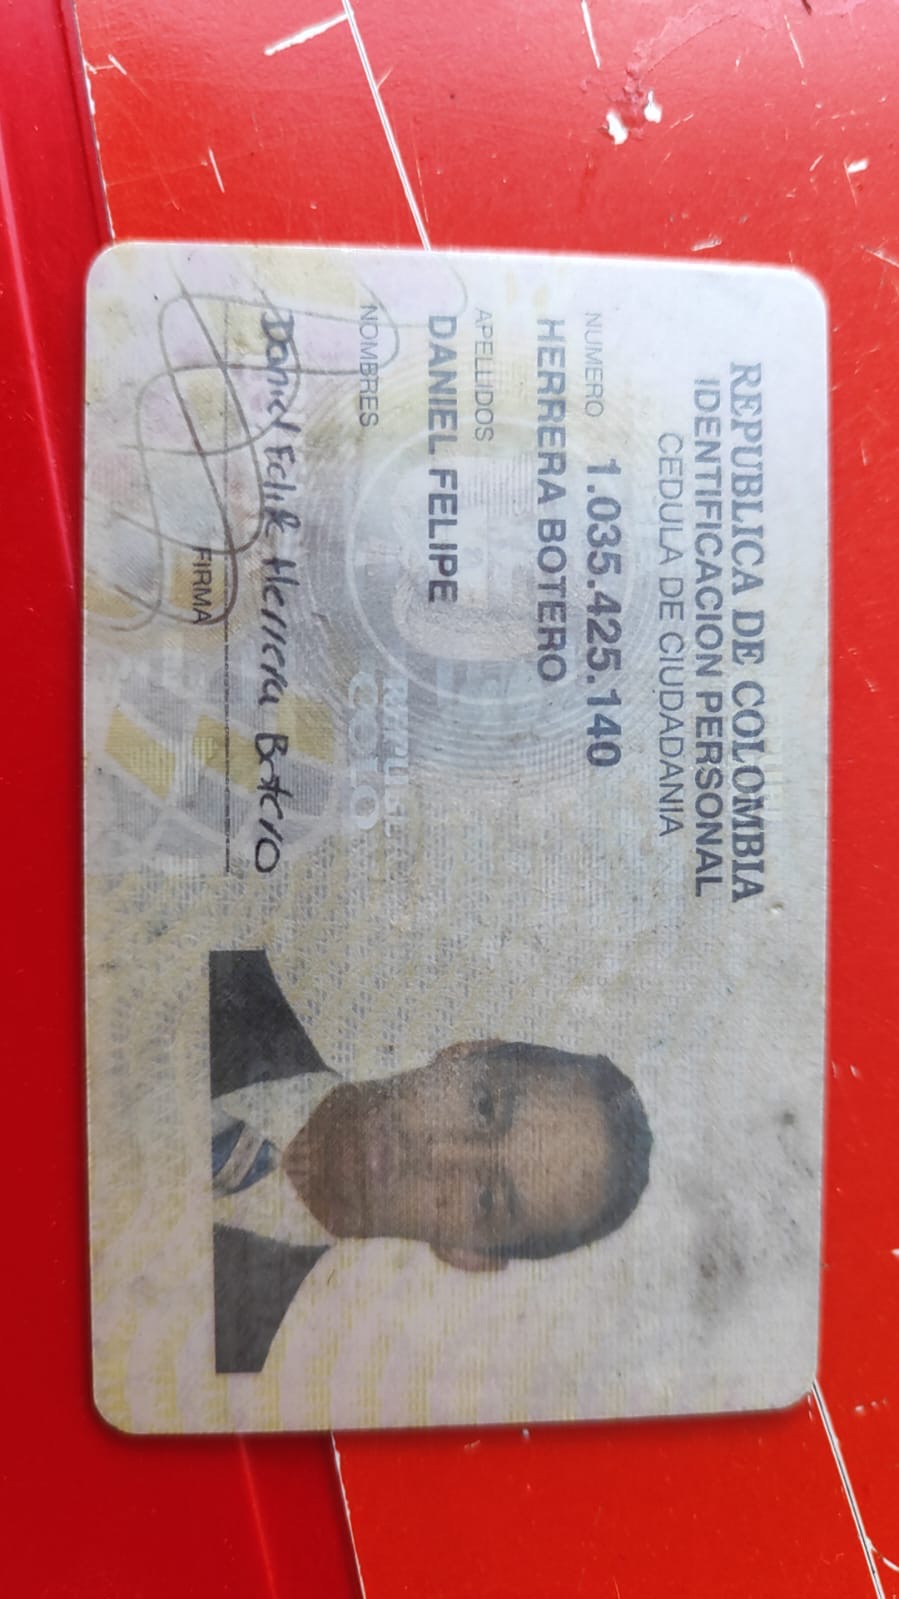 REPUBLICA DE COLOMBIA
IDENTIFICACION PERSONAL
CEDULA DE CIUDADANIA
NUMERO 1.035.425.140
HERRERA BOTERO
APELLIDOS
DANIEL FELIPE
NOMBRES
Daniel Felipe Herrera Botero
FIRMA